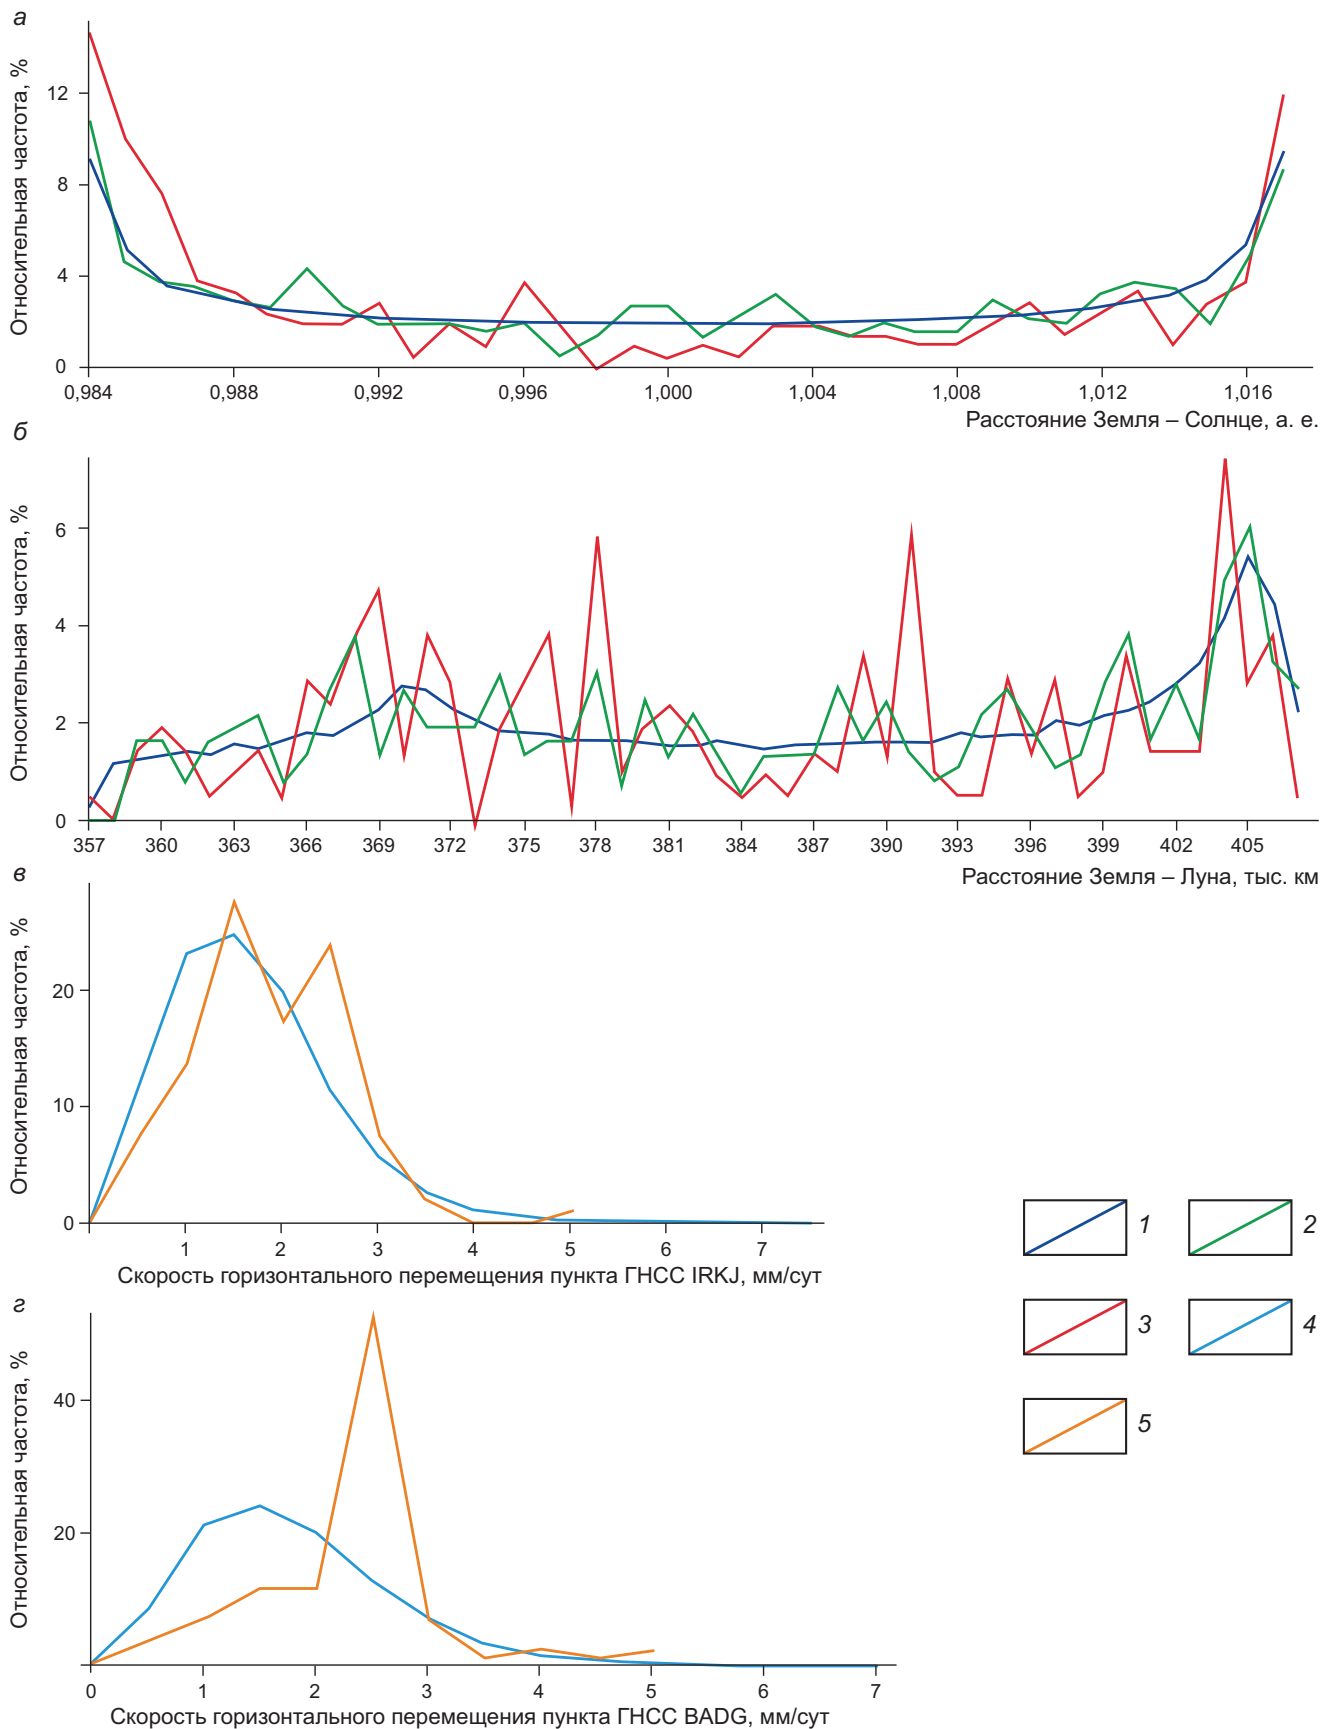 а
Относительная частота, %
12
8
4
0
0,984 0,988 0,992 0,996 1,000 1,004 1,008 1,012 1,016
Расстояние Земля – Солнце, а. е.
б
Относительная частота, %
6
4
2
0
357 360 363 366 369 372 375 378 381 384 387 390 393 396 399 402 405
Расстояние Земля – Луна, тыс. км
в
Относительная частота, %
20
10
0
1 2 3 4 5 6 7
Скорость горизонтального перемещения пункта ГНСС IRKJ, мм/сут
г
Относительная частота, %
40
20
0 1 2 3 4 5 6 7
Скорость горизонтального перемещения пункта ГНСС BADG, мм/сут
1 2
3 4
5